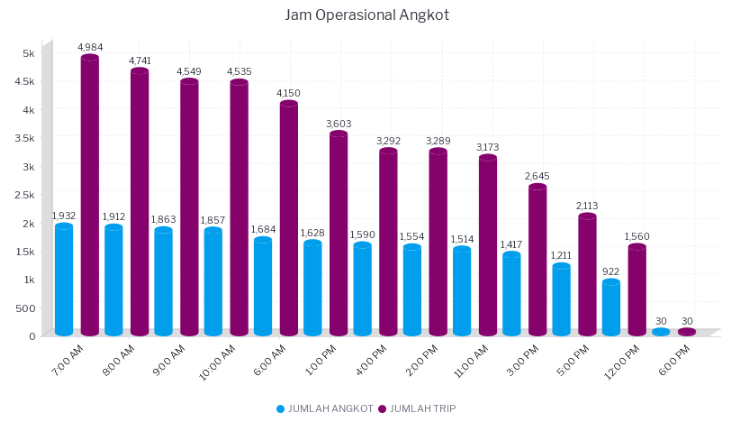 Jam Operasional Angkot
5k
4.5k
4k
3.5k
3k
2.5k
2k
1.5k
1k
500
0
1,932
4,984
1,912
4,741
1,863
4,549
1,857
4,535
1,684
4,150
1,628
3,603
1,590
3,292
1,554
3,289
1,514
3,173
1,417
2,645
1,211
2,113
922
1,560
30
30
7:00 AM
8:00 AM
9:00 AM
10:00 AM
6:00 AM
1:00 PM
4:00 PM
2:00 PM
11:00 AM
3:00 PM
5:00 PM
12:00 PM
6:00 PM
JUMLAH ANGKOT JUMLAH TRIP